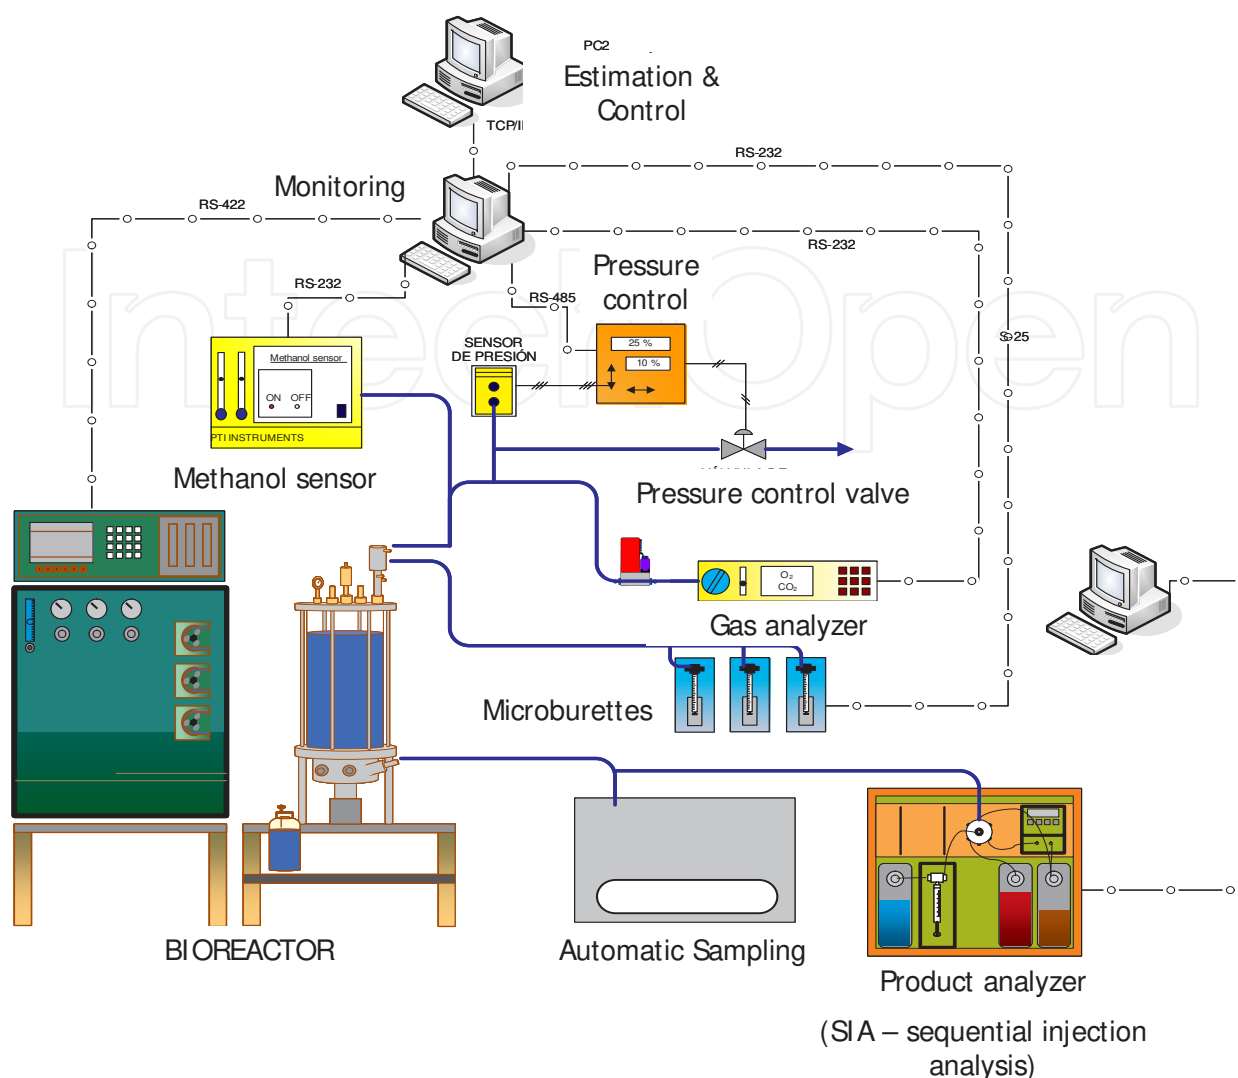 PC2
Estimation &
Control
TCP/I
RS-232
Monitoring
RS-422
RS-232
Pressure
control
RS-232
RS-485
IntechOpen
S-25
SENSOR
DE PRESIÓN
25 %
10 %
Methanol sensor
ON OFF
PTI INSTRUMENTS
Methanol sensor
Pressure control valve
O2
CO2
Gas analyzer
Microburettes
BIOREACTOR
Automatic Sampling
Product analyzer
(SIA – sequential injection
analysis)